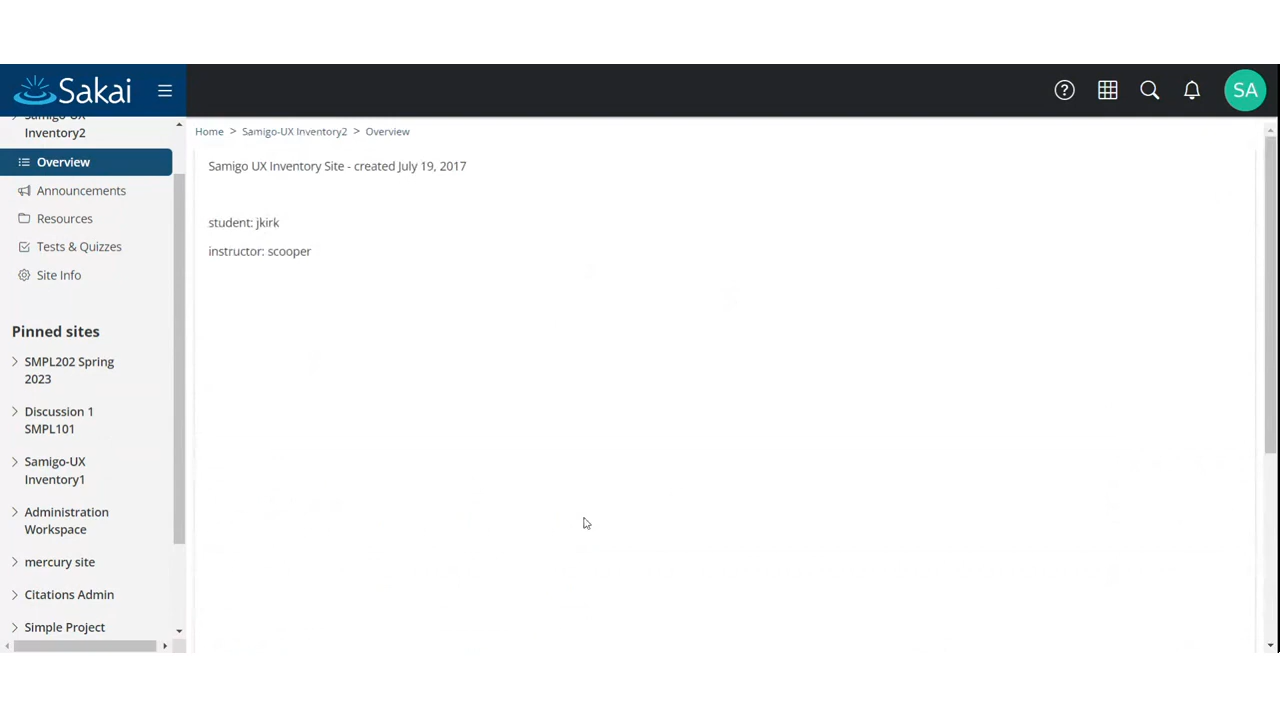 Sakai
SA
Samigo-UX
Inventory2
Overview
Announcements
Resources
Tests & Quizzes
Site Info
Pinned sites
SMPL202 Spring
2023
Discussion 1
SMPL101
Samigo-UX
Inventory1
Administration
Workspace
mercury site
Citations Admin
Simple Project
Home > Samigo-UX Inventory2 > Overview
Samigo UX Inventory Site - created July 19, 2017
student: jkirk
instructor: scooper